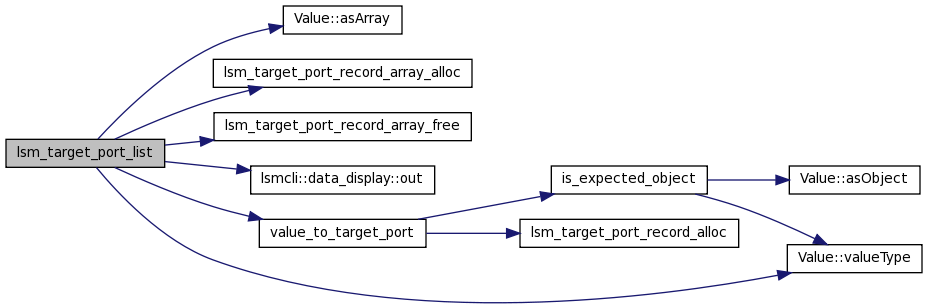 Value::asArray
lsm_target_port_record_array_alloc
lsm_target_port_record_array_free
lsm_target_port_list
lsmcli::data_display::out
is_expected_object
Value::asObject
value_to_target_port
lsm_target_port_record_alloc
Value::valueType